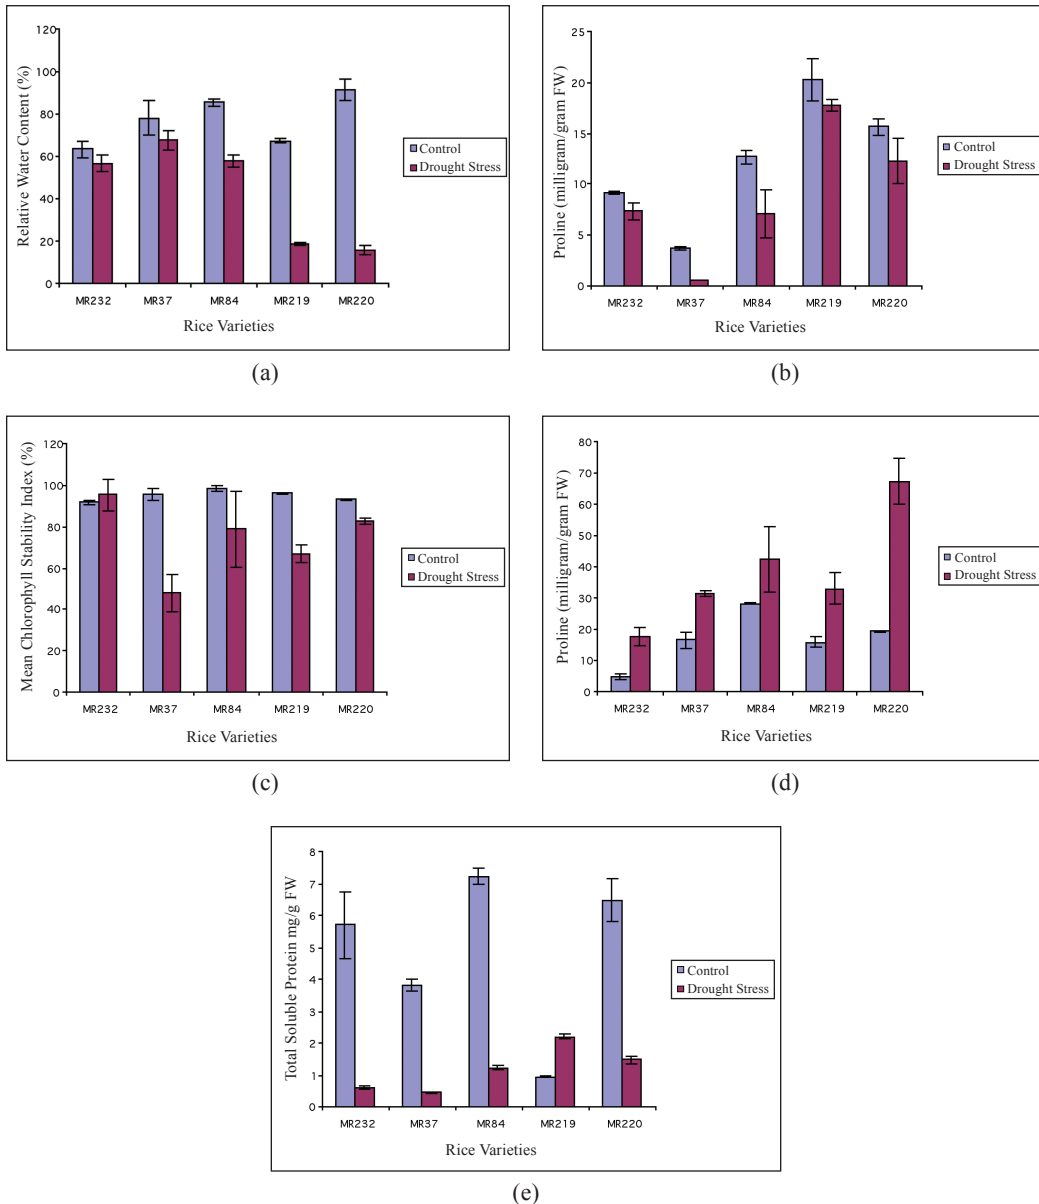 120
100
80
60
40
20
0
Relative Water Content (%)
MR232 MR37 MR84 MR219 MR220
Rice Varieties
Control
Drought Stress
(a)
25
20
15
10
5
0
Proline (milligram/gram FW)
MR232 MR37 MR84 MR219 MR220
Rice Varieties
Control
Drought Stress
(b)
120
100
80
60
40
20
0
Mean Chlorophyll Stability Index (%)
MR232 MR37 MR84 MR219 MR220
Rice Varieties
Control
Drought Stress
(c)
80
70
60
50
40
30
20
10
0
Proline (milligram/gram FW)
MR232 MR37 MR84 MR219 MR220
Rice Varieties
Control
Drought Stress
(d)
8
7
6
5
4
3
2
1
0
Total Soluble Protein mg/g FW
MR232 MR37 MR84 MR219 MR220
Rice Varieties
Control
Drought Stress
(e)